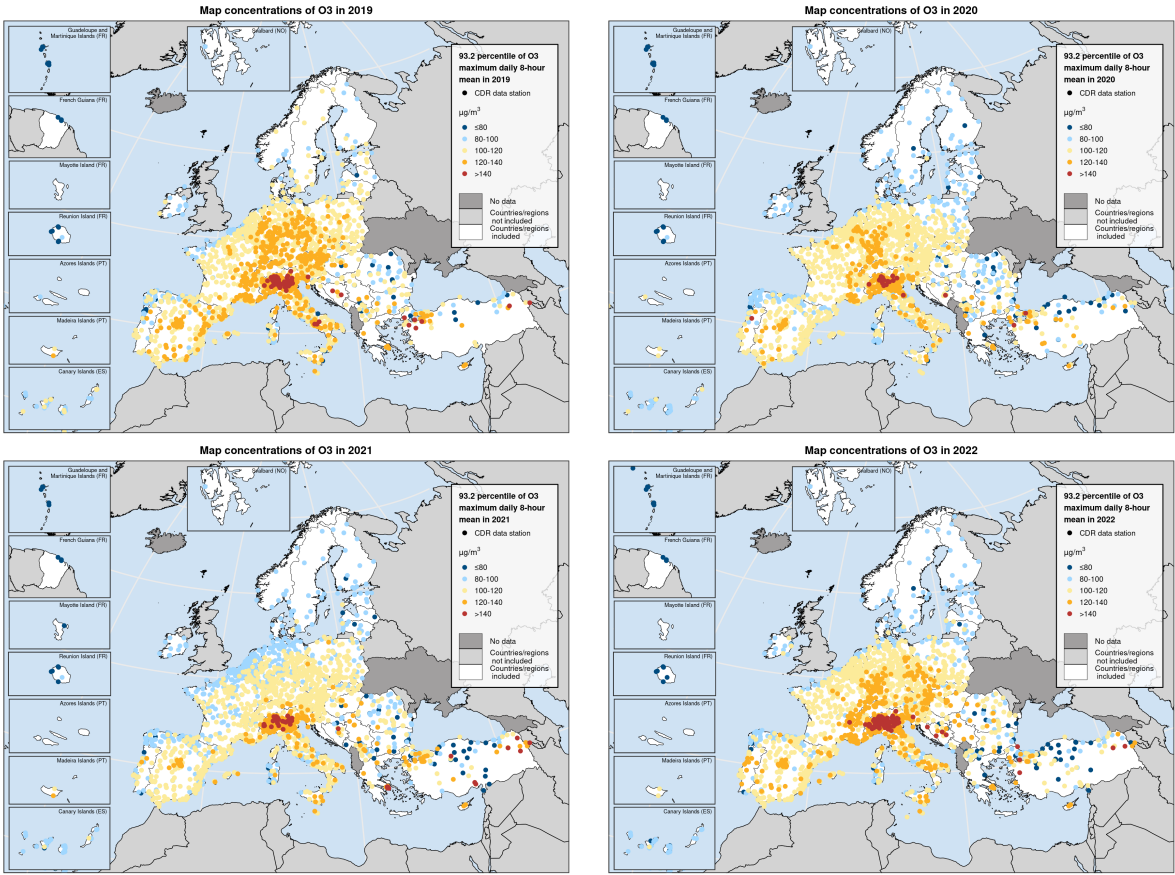 Map concentrations of O3 in 2019
Guadeloupe and
Martinique Islands (FR)
French Guiana (FR)
Mayotte Island (FR)
Reunion Island (FR)
Azores Islands (PT)
Madeira Islands (PT)
Canary Islands (ES)
Svalbard (NO)
93.2 percentile of O3
maximum daily 8-hour
mean in 2019
CDR data station
µg/m³
≤80
80-100
100-120
120-140
>140
No data
Countries/regions
not included
Countries/regions
included
Map concentrations of O3 in 2020
Guadeloupe and
Martinique Islands (FR)
French Guiana (FR)
Mayotte Island (FR)
Reunion Island (FR)
Azores Islands (PT)
Madeira Islands (PT)
Canary Islands (ES)
Svalbard (NO)
93.2 percentile of O3
maximum daily 8-hour
mean in 2020
CDR data station
µg/m³
≤80
80-100
100-120
120-140
>140
No data
Countries/regions
not included
Countries/regions
included
Map concentrations of O3 in 2021
Guadeloupe and
Martinique Islands (FR)
French Guiana (FR)
Mayotte Island (FR)
Reunion Island (FR)
Azores Islands (PT)
Madeira Islands (PT)
Canary Islands (ES)
Svalbard (NO)
93.2 percentile of O3
maximum daily 8-hour
mean in 2021
CDR data station
µg/m³
≤80
80-100
100-120
120-140
>140
No data
Countries/regions
not included
Countries/regions
included
Map concentrations of O3 in 2022
Guadeloupe and
Martinique Islands (FR)
French Guiana (FR)
Mayotte Island (FR)
Reunion Island (FR)
Azores Islands (PT)
Madeira Islands (PT)
Canary Islands (ES)
Svalbard (NO)
93.2 percentile of O3
maximum daily 8-hour
mean in 2022
CDR data station
µg/m³
≤80
80-100
100-120
120-140
>140
No data
Countries/regions
not included
Countries/regions
included